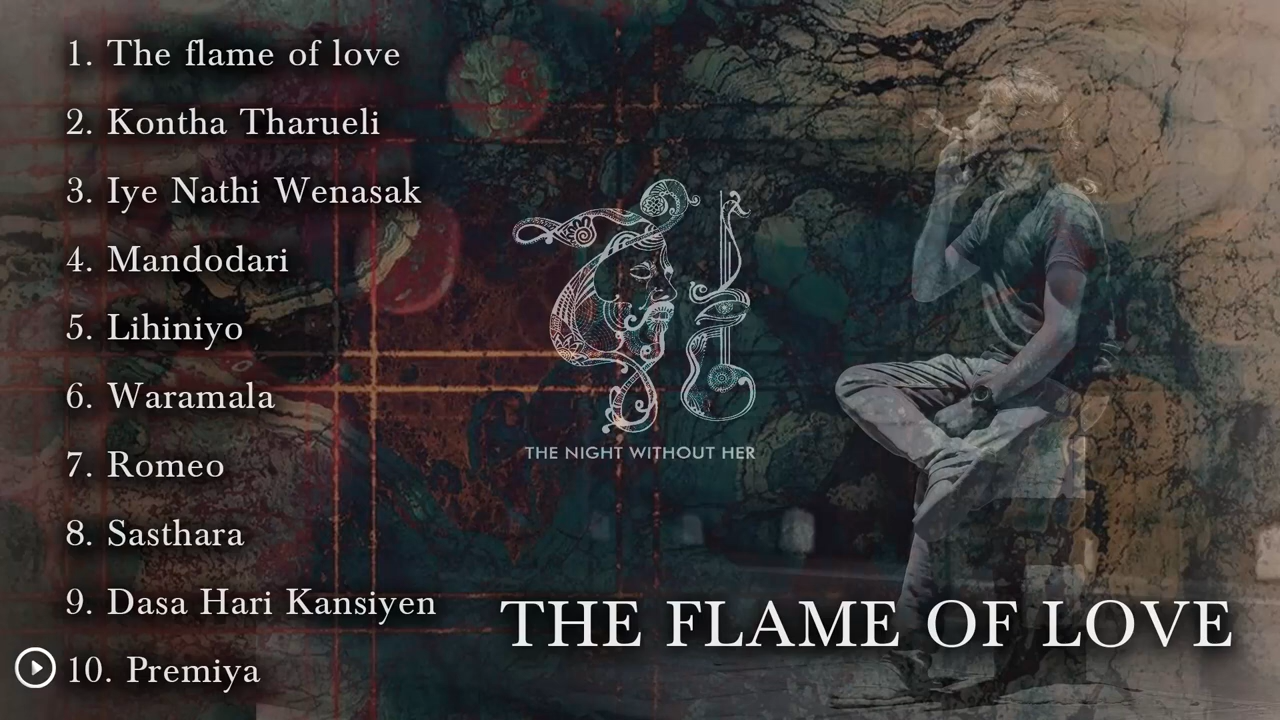 1. The flame of love
2. Kontha Tharueli
3. Iye Nathi Wenasak
4. Mandodari
5. Lihiniyo
6. Waramala
7. Romeo
8. Sasthara
9. Dasa Hari Kansiyen
10. Premiya
THE NIGHT WITHOUT HER
THE FLAME OF LOVE